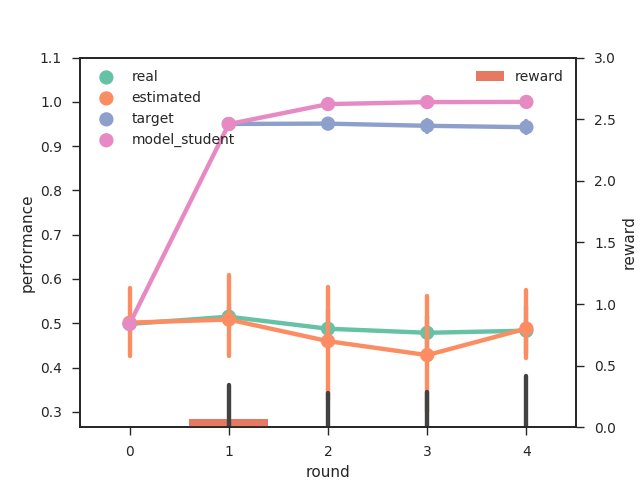 real
estimated
target
model_student
reward
1.1
1.0
0.9
0.8
0.7
0.6
0.5
0.4
0.3
performance
3.0
2.5
2.0
1.5
1.0
0.5
0.0
reward
0 1 2 3 4
round